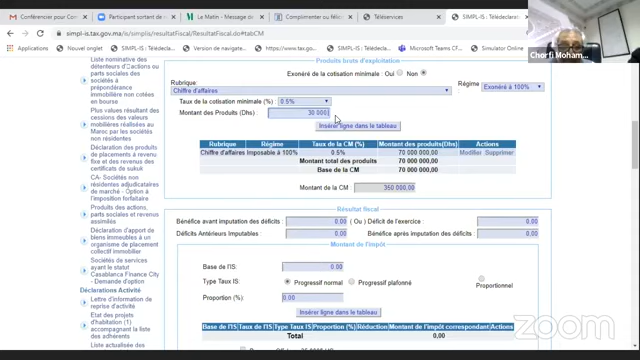 Conférencier pour Com
Participant sortant de
Le Matin - Message de
Complimenter ou félic
Téléservices
SIMPL-IS : Télédéclarat
simpl-is.tax.gov.ma/is/simplis/resultatFiscal/ResultatFiscal.do#tabCM
Applications
SIMPL-IS : Télédéc
Version de navigate
https://www.tax.go
SIMPL-IS : Télédéc
Microsoft Teams CF
Simulator Online
SIMPL-IS : Télédéc
Chorfi Moham
Liste nominative des
détenteurs d'actions ou
parts sociales des
sociétés à
prépondérance
immobilière non cotées
en bourse
Plus values résultant
des cessions des valeurs
mobilières réalisées au
Maroc par les sociétés
non résidentes
Déclaration des produits
de placements à revenu
fixe et des revenus des
certificats de sukuk
CA- Sociétés non
résidentes adjudicataires
de marché - Option à
l'imposition forfaitaire
Produits des actions,
parts sociales et revenus
assimilés
Déclaration d'apport de
biens immeubles à un
organisme de placement
collectif immobilier
Sociétés de services
ayant le statut
Casablanca Finance City
- Demande d'option
Déclarations Activité
Lettre d'information de
reprise d'activité
Etat des projets
d'habitation (1)
accompagnant la liste
des adhérents
Liste actualisée des
Produits bruts d'exploitation
Exonéré de la cotisation minimale : Oui Non
Rubrique:
Chiffre d'affaires
Régime :
Exonéré à 100%
Taux de la cotisation minimale (%) : 0.5%
Montant des Produits (Dhs) : 30 000
Insérer ligne dans le tableau
Rubrique Régime Taux de la CM (%) Montant des produits(Dhs) Actions
Chiffre d'affaires Imposable à 100% 0.5% 70 000 000,00 Modifier Supprimer
Montant total des produits 70 000 000,00
Base de la CM 70 000 000,00
Montant de la CM : 350 000,00
Résultat fiscal
Bénéfice avant imputation des déficits : 0.00 ( Ou ) Déficit de l'exercice : 0.00
Déficits Antérieurs Imputables : 0.00 Bénéfice après imputation des déficits : 0.00
Montant de l'impôt
Base de l'IS : 0.00
Type Taux IS: Progressif normal Progressif plafonné Proportionnel
Proportion (%): 0,00
Insérer ligne dans le tableau
Base de l'IS Taux de l'IS Type Taux IS Proportion (%) Réduction Montant de l'impôt correspondant Actions
Total 0,00
zoom